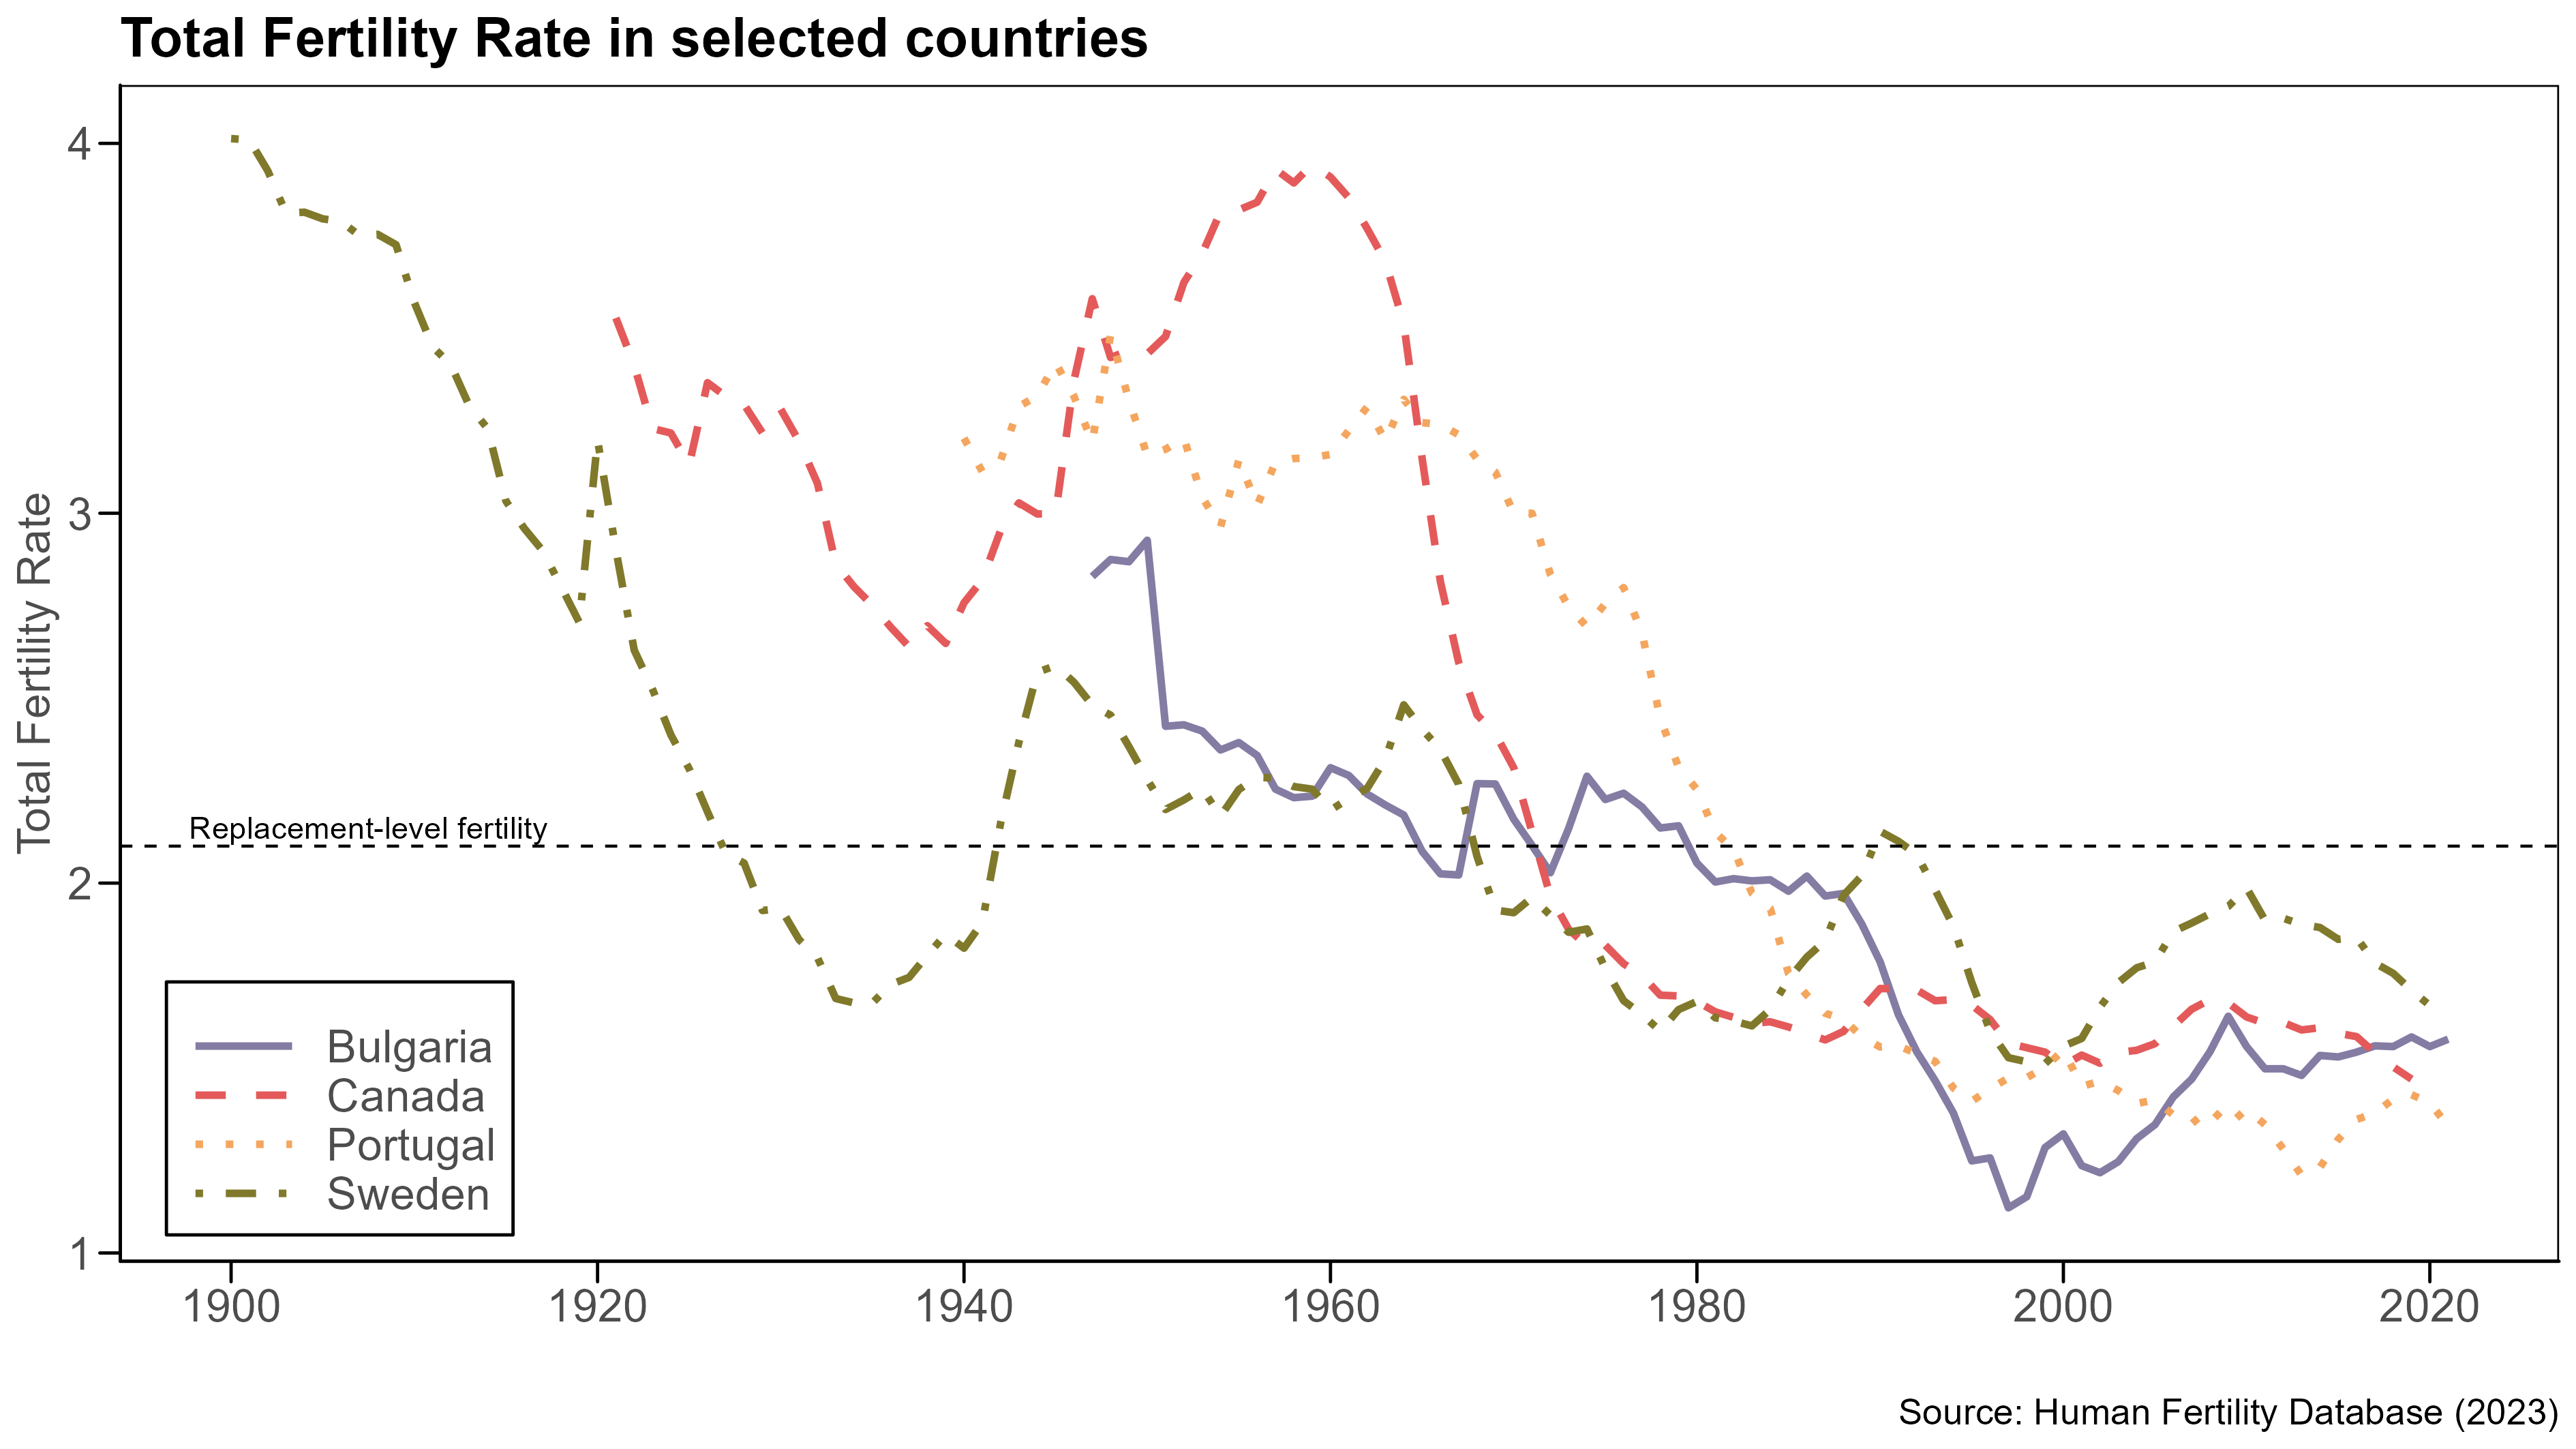 Total Fertility Rate in selected countries
Total Fertility Rate
4
3
2
1
Replacement-level fertility
Bulgaria
Canada
Portugal
Sweden
1900 1920 1940 1960 1980 2000 2020
Source: Human Fertility Database (2023)